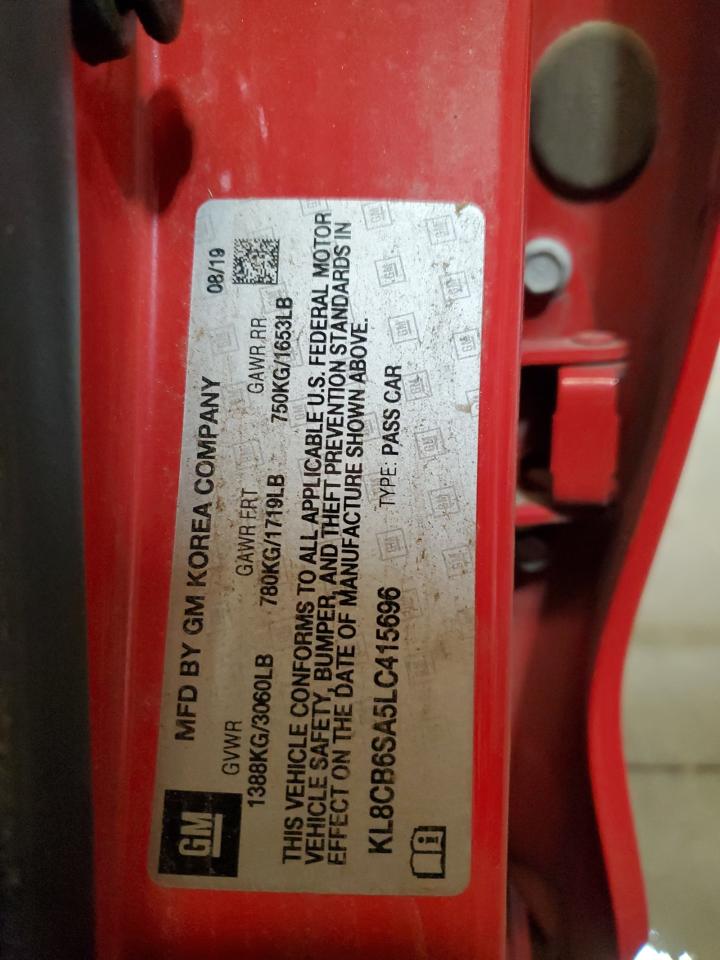 MFD BY GM KOREA COMPANY 08/19
GM
GVWR GAWR FRT GAWR RR
1388KG/3060LB 780KG/1719LB 750KG/1653LB
THIS VEHICLE CONFORMS TO ALL APPLICABLE U.S. FEDERAL MOTOR
VEHICLE SAFETY, BUMPER, AND THEFT PREVENTION STANDARDS IN
EFFECT ON THE DATE OF MANUFACTURE SHOWN ABOVE.
KL8CB6SA5LC415696 TYPE: PASS CAR